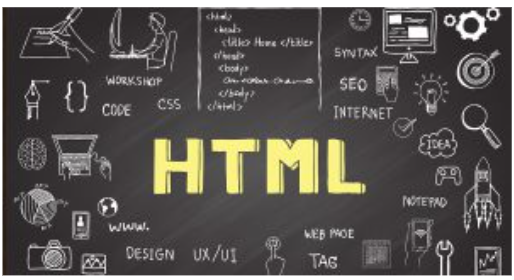 <html>
<head>
<title> Home </title>
</head>
<body>
</body>
</html>
SYNTAX
WORKSHOP
SEO
{ }
CODE
CSS
INTERNET
IDEA
HTML
NOTEPAD
www.
WEB PAGE
DESIGN
UX/UI
TAG